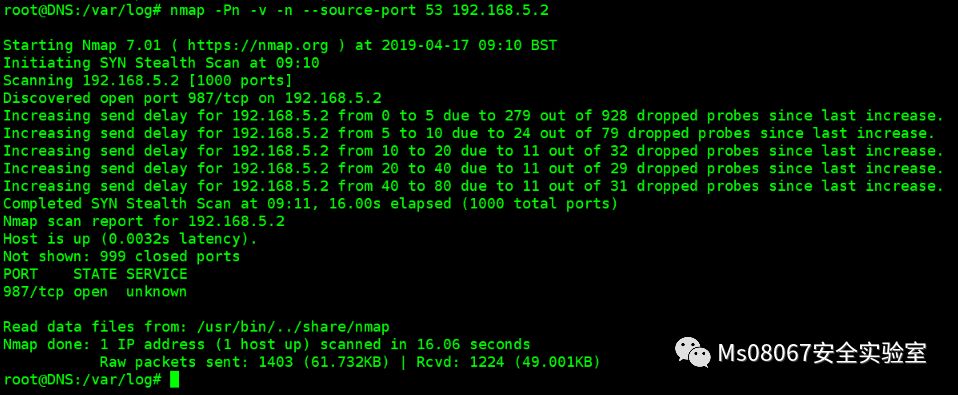 root@DNS:/var/log# nmap -Pn -v -n --source-port 53 192.168.5.2
Starting Nmap 7.01 ( https://nmap.org ) at 2019-04-17 09:10 BST
Initiating SYN Stealth Scan at 09:10
Scanning 192.168.5.2 [1000 ports]
Discovered open port 987/tcp on 192.168.5.2
Increasing send delay for 192.168.5.2 from 0 to 5 due to 279 out of 928 dropped probes since last increase.
Increasing send delay for 192.168.5.2 from 5 to 10 due to 24 out of 79 dropped probes since last increase.
Increasing send delay for 192.168.5.2 from 10 to 20 due to 11 out of 32 dropped probes since last increase.
Increasing send delay for 192.168.5.2 from 20 to 40 due to 11 out of 29 dropped probes since last increase.
Increasing send delay for 192.168.5.2 from 40 to 80 due to 11 out of 31 dropped probes since last increase.
Completed SYN Stealth Scan at 09:11, 16.00s elapsed (1000 total ports)
Nmap scan report for 192.168.5.2
Host is up (0.0032s latency).
Not shown: 999 closed ports
PORT    STATE SERVICE
987/tcp open  unknown
Read data files from: /usr/bin/../share/nmap
Nmap done: 1 IP address (1 host up) scanned in 16.06 seconds
Raw packets sent: 1403 (61.732KB) | Rcvd: 1224 (49.001KB)
root@DNS:/var/log#
Ms08067安全实验室